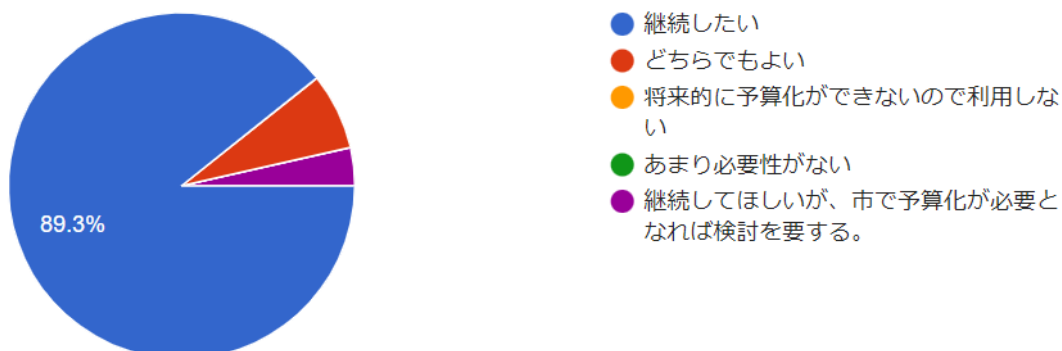 継続したい
どちらでもよい
将来的に予算化ができないので利用しな
い
あまり必要性がない
継続してほしいが、市で予算化が必要と
なれば検討を要する。
89.3%